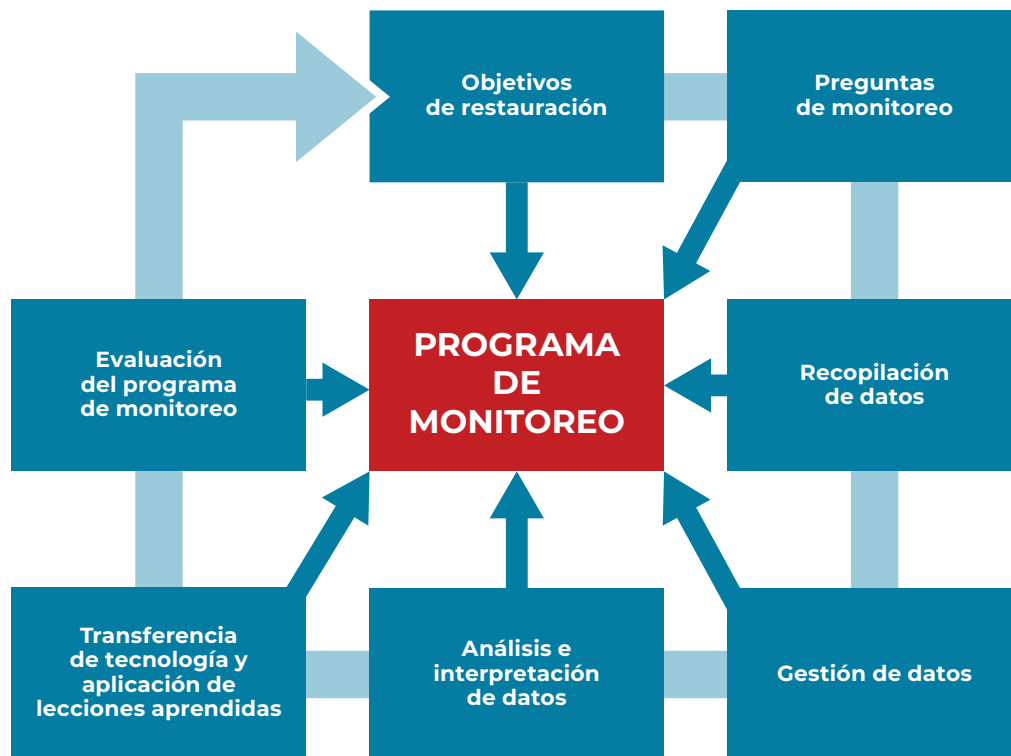 Objetivos
de restauración
Preguntas
de monitoreo
Evaluación
del programa
de monitoreo
PROGRAMA
DE
MONITOREO
Recopilación
de datos
Transferencia
de tecnología y
aplicación de
lecciones aprendidas
Análisis e
interpretación
de datos
Gestión de datos